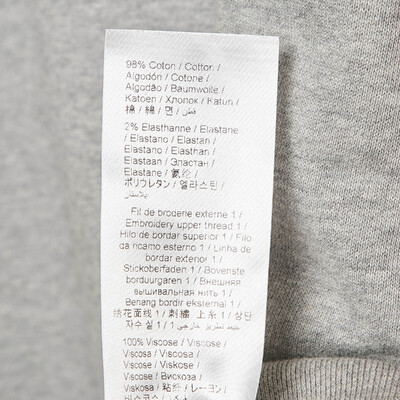 98% Coton / Cotton /
Algodón / Cotone /
Algodão / Baumwolle /
Katoen / Хлопок / Katun /
棉 / 綿 / 면 / قطن
2% Elasthanne / Elastane
/ Elastano / Elastan /
Elastano / Elasthan /
Elastaan / Эластан /
Elastane / 氨纶 /
ポリウレタン / 엘라스틴 /
/ يلاستان
Fil de broderie externe 1 /
Embroidery upper thread 1 /
Hilo de bordar superior 1 / Filo
da ricamo esterno 1 / Linha de
bordar exterior 1 /
Stickoberfaden 1 / Bovenste
borduurgaren 1 / Внешняя
вышивальная нить 1 /
Benang bordir eksternal 1 /
绣花面线 1 / 刺繍 上糸 1 / 상단
자수 실 1 /
100% Viscose / Viscose /
Viscosa / Viscosa /
Viscose / Viskose /
Viscose / Вискоза /
Viskosa / 粘纤 / レーヨン /
비스코스 /